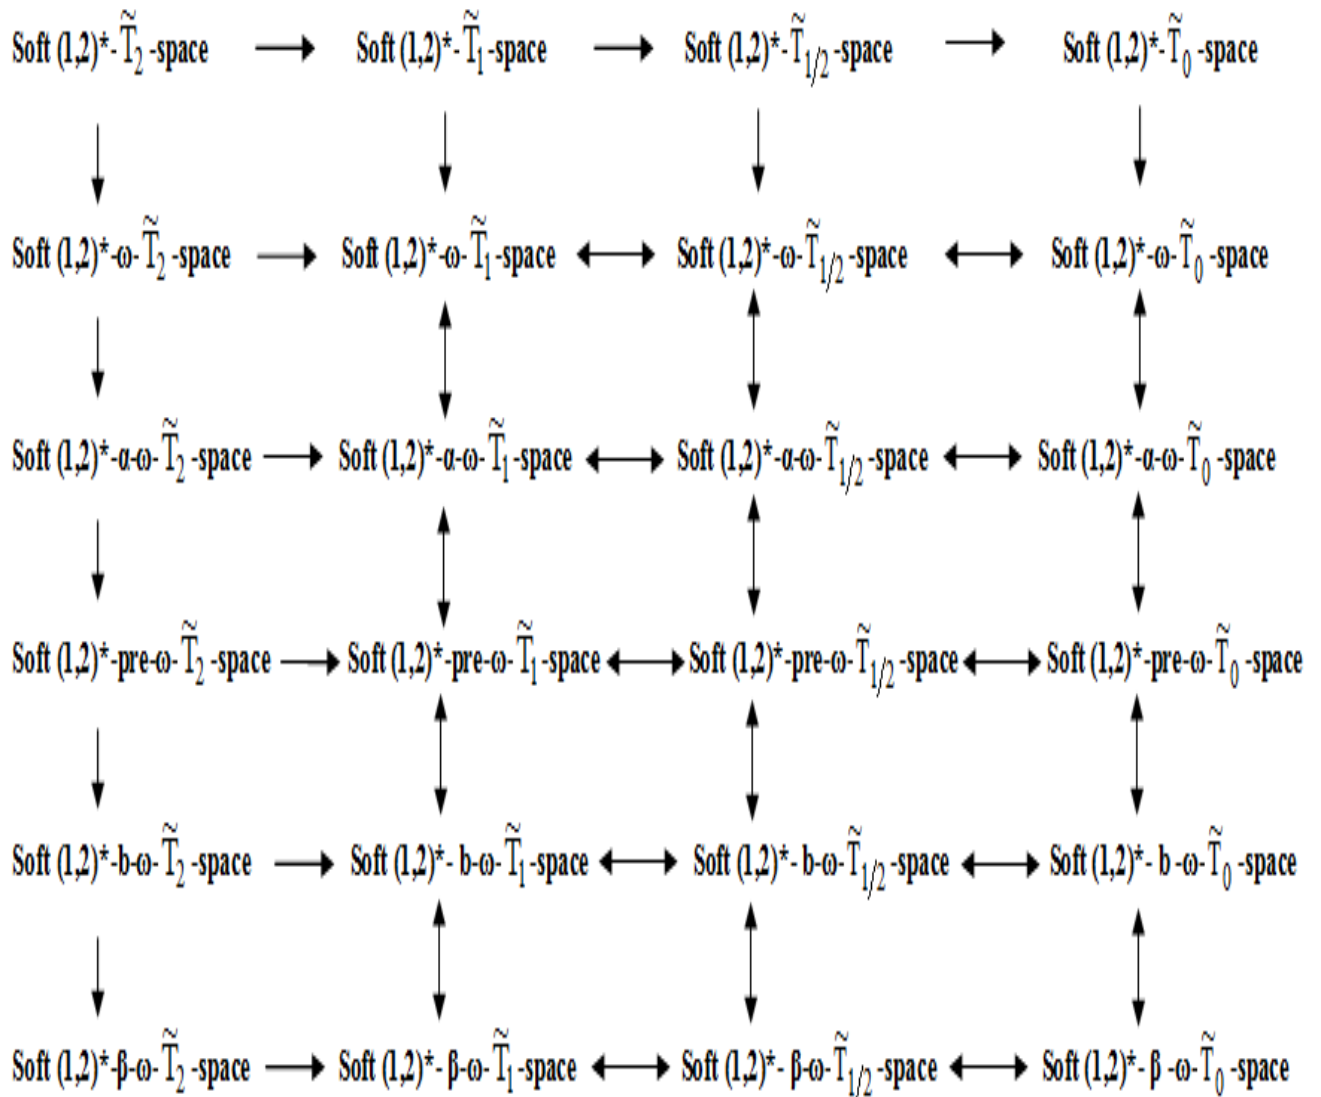 Soft (1,2)*-T̃₂-space → Soft (1,2)*-T̃₁-space → Soft (1,2)*-T̃₁/₂-space → Soft (1,2)*-T̃₀-space
Soft (1,2)*-ω-T̃₂-space → Soft (1,2)*-ω-T̃₁-space ↔ Soft (1,2)*-ω-T̃₁/₂-space ↔ Soft (1,2)*-ω-T̃₀-space
Soft (1,2)*-α-ω-T̃₂-space → Soft (1,2)*-α-ω-T̃₁-space ↔ Soft (1,2)*-α-ω-T̃₁/₂-space ↔ Soft (1,2)*-α-ω-T̃₀-space
Soft (1,2)*-pre-ω-T̃₂-space → Soft (1,2)*-pre-ω-T̃₁-space ↔ Soft (1,2)*-pre-ω-T̃₁/₂-space ↔ Soft (1,2)*-pre-ω-T̃₀-space
Soft (1,2)*-b-ω-T̃₂-space → Soft (1,2)*- b-ω-T̃₁-space ↔ Soft (1,2)*- b-ω-T̃₁/₂-space ↔ Soft (1,2)*- b -ω-T̃₀-space
Soft (1,2)*-β-ω-T̃₂-space → Soft (1,2)*- β-ω-T̃₁-space ↔ Soft (1,2)*- β-ω-T̃₁/₂-space ↔ Soft (1,2)*- β -ω-T̃₀-space